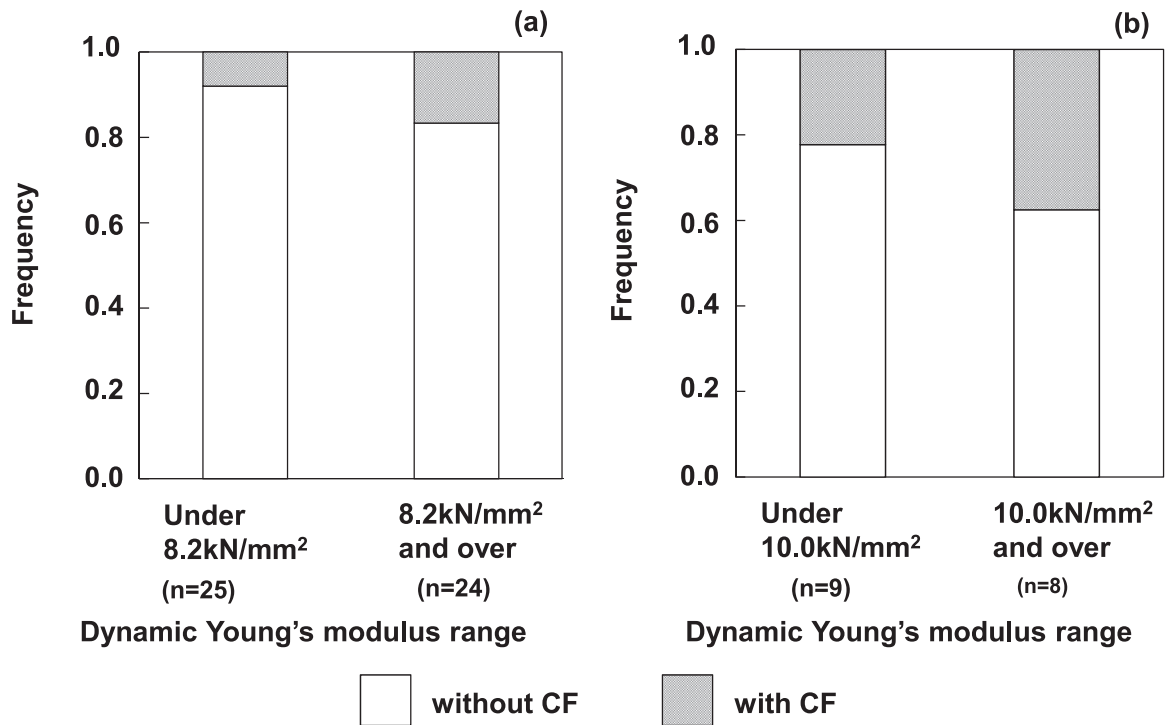 (a)
1.0
0.8
0.6
0.4
0.2
0.0
Frequency
Under
8.2kN/mm²
(n=25)
8.2kN/mm²
and over
(n=24)
Dynamic Young’s modulus range
(b)
1.0
0.8
0.6
0.4
0.2
0.0
Frequency
Under
10.0kN/mm²
(n=9)
10.0kN/mm²
and over
(n=8)
Dynamic Young’s modulus range
without CF
with CF